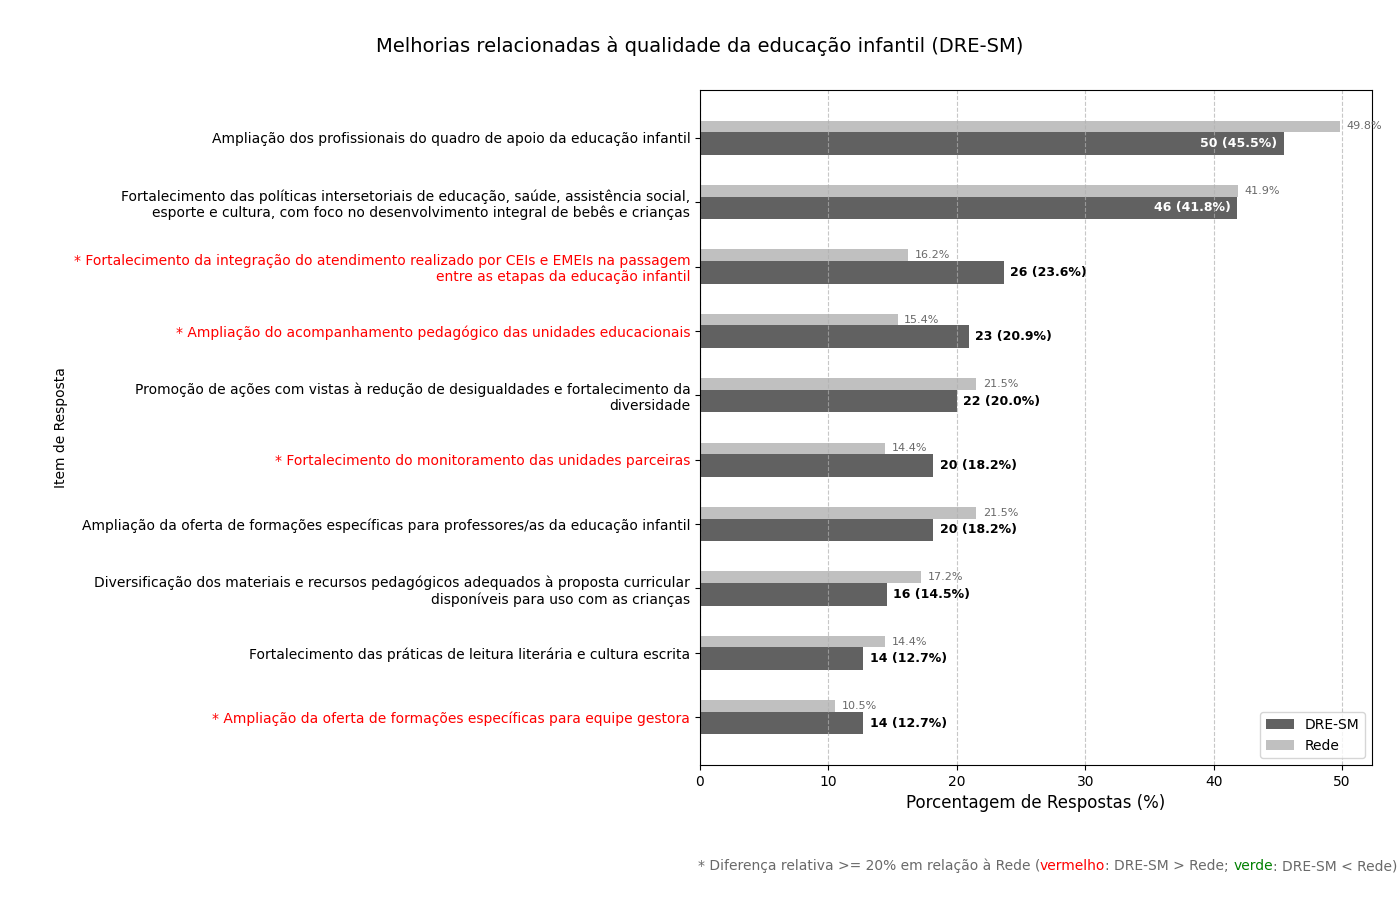 Melhorias relacionadas à qualidade da educação infantil (DRE-SM)
Ampliação dos profissionais do quadro de apoio da educação infantil
49.8%
50 (45.5%)
Fortalecimento das políticas intersetoriais de educação, saúde, assistência social,
esporte e cultura, com foco no desenvolvimento integral de bebês e crianças
41.9%
46 (41.8%)
* Fortalecimento da integração do atendimento realizado por CEIs e EMEIs na passagem
entre as etapas da educação infantil
16.2%
26 (23.6%)
* Ampliação do acompanhamento pedagógico das unidades educacionais
15.4%
23 (20.9%)
Promoção de ações com vistas à redução de desigualdades e fortalecimento da
diversidade
21.5%
22 (20.0%)
* Fortalecimento do monitoramento das unidades parceiras
14.4%
20 (18.2%)
Ampliação da oferta de formações específicas para professores/as da educação infantil
21.5%
20 (18.2%)
Diversificação dos materiais e recursos pedagógicos adequados à proposta curricular
disponíveis para uso com as crianças
17.2%
16 (14.5%)
Fortalecimento das práticas de leitura literária e cultura escrita
14.4%
14 (12.7%)
* Ampliação da oferta de formações específicas para equipe gestora
10.5%
14 (12.7%)
Item de Resposta
DRE-SM
Rede
0 10 20 30 40 50
Porcentagem de Respostas (%)
* Diferença relativa >= 20% em relação à Rede (vermelho: DRE-SM > Rede; verde: DRE-SM < Rede)